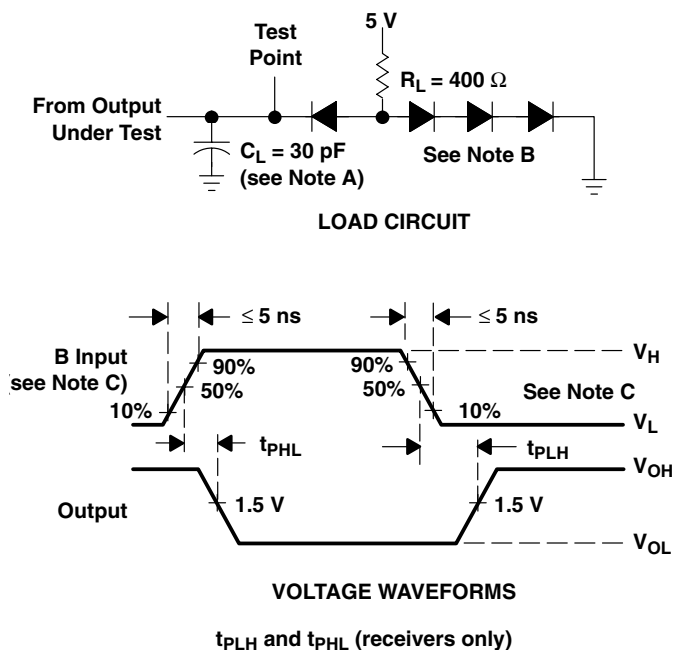 5 V
Test
Point
R_L = 400 Ω
From Output
Under Test
C_L = 30 pF
(see Note A)
See Note B
LOAD CIRCUIT
≤ 5 ns
≤ 5 ns
B Input
(see Note C)
90%
50%
10%
90%
50%
10%
V_H
See Note C
V_L
t_PHL
t_PLH
V_OH
Output
1.5 V
1.5 V
V_OL
VOLTAGE WAVEFORMS
t_PLH and t_PHL (receivers only)